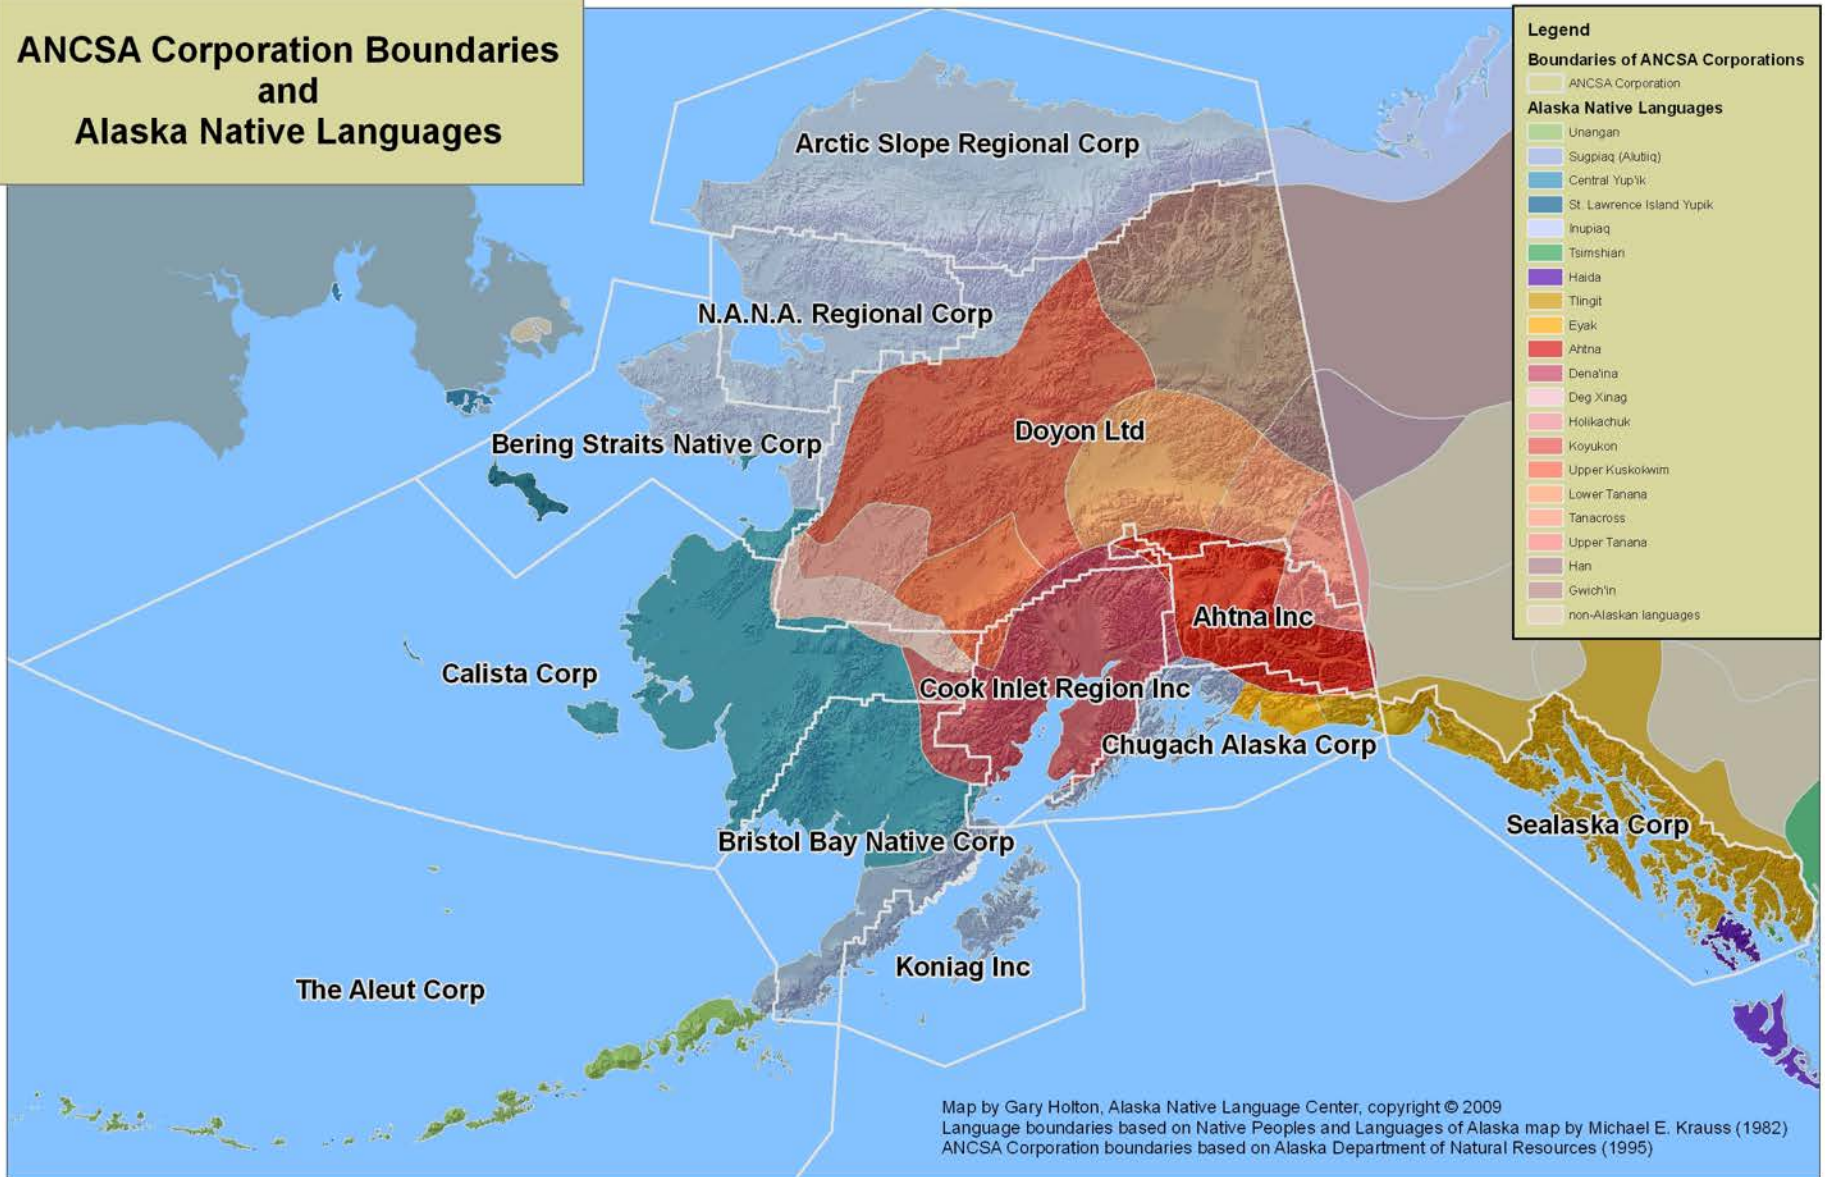 ANCSA Corporation Boundaries
and
Alaska Native Languages
Legend
Boundaries of ANCSA Corporations
ANCSA Corporation
Alaska Native Languages
Unangan
Sugpiaq (Alutiiq)
Central Yup'ik
St. Lawrence Island Yupik
Inupiaq
Tsimshian
Haida
Tlingit
Eyak
Ahtna
Dena'ina
Deg Xinag
Holikachuk
Koyukon
Upper Kuskokwim
Lower Tanana
Tanacross
Upper Tanana
Han
Gwich'in
non-Alaskan languages
Arctic Slope Regional Corp
N.A.N.A. Regional Corp
Doyon Ltd
Bering Straits Native Corp
Ahtna Inc
Calista Corp
Cook Inlet Region Inc
Chugach Alaska Corp
Sealaska Corp
Bristol Bay Native Corp
Koniag Inc
The Aleut Corp
Map by Gary Holton, Alaska Native Language Center, copyright © 2009
Language boundaries based on Native Peoples and Languages of Alaska map by Michael E. Krauss (1982)
ANCSA Corporation boundaries based on Alaska Department of Natural Resources (1995)